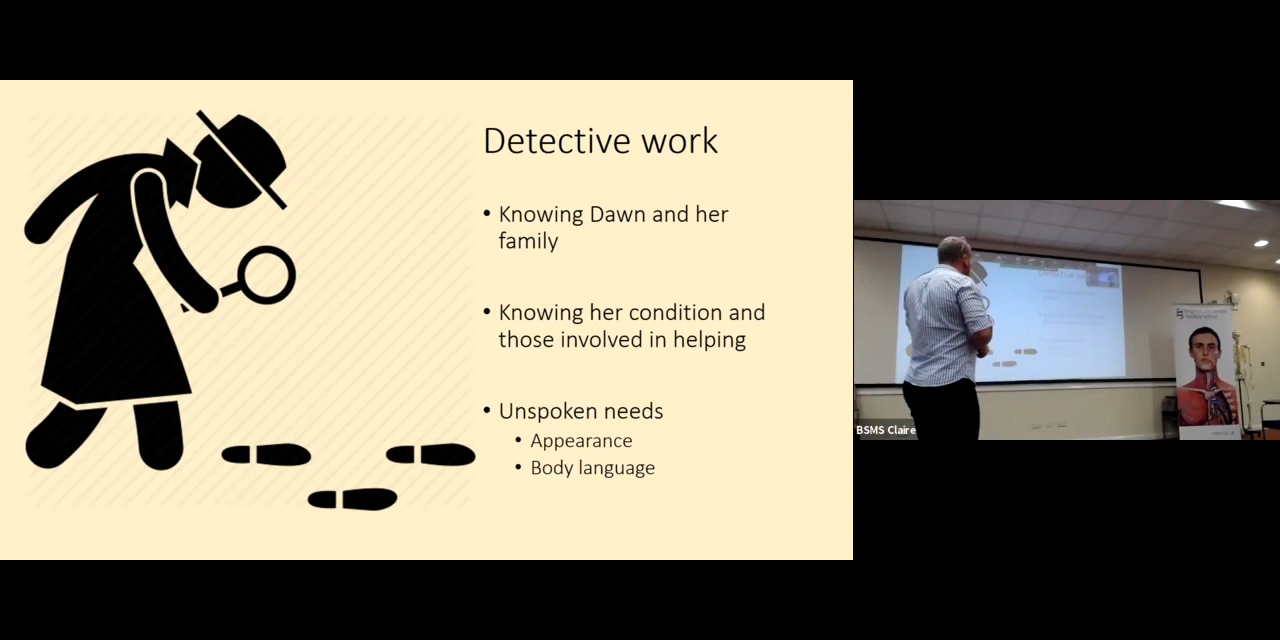 Detective work
• Knowing Dawn and her
family
• Knowing her condition and
those involved in helping
• Unspoken needs
• Appearance
• Body language
BSMS Claire